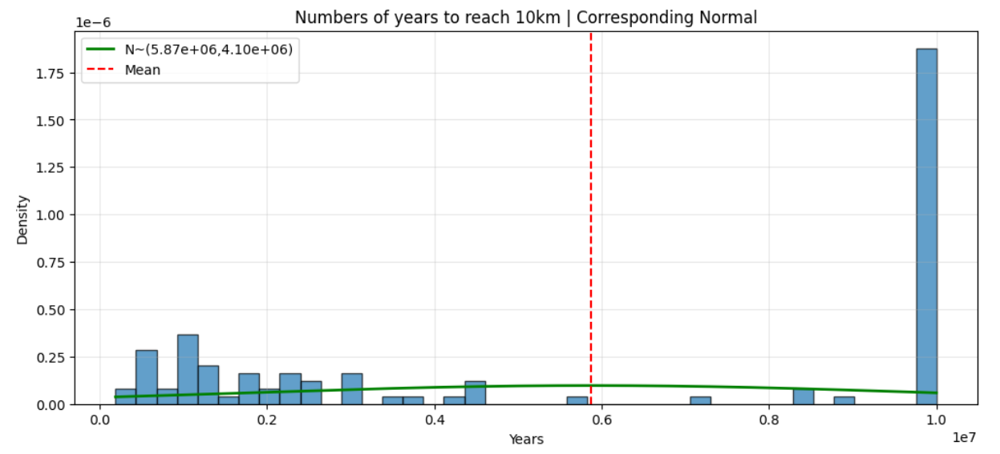 Numbers of years to reach 10km | Corresponding Normal
1e−6
N~(5.87e+06,4.10e+06)
Mean
1.75
1.50
1.25
1.00
0.75
0.50
0.25
0.00
Density
0.0 0.2 0.4 0.6 0.8 1.0
1e7
Years